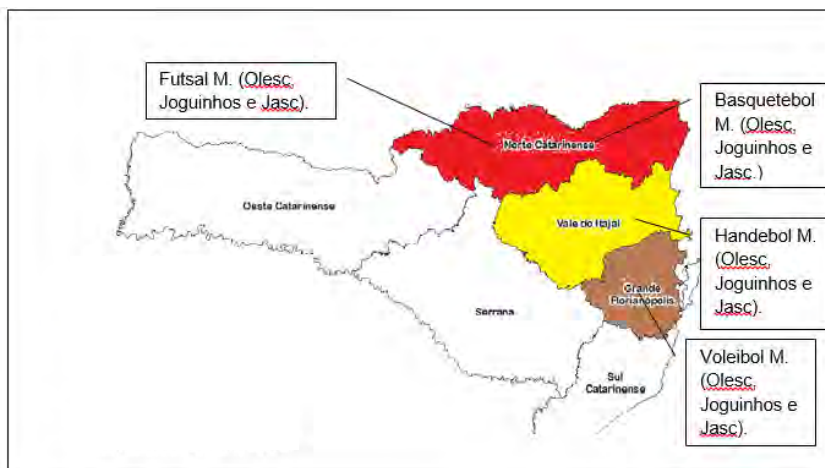 Futsal M. (Olesc,
Joguinhos e Jasc).
Basquetebol
M. (Olesc,
Joguinhos e
Jasc.)
Norte Catarinense
Oeste Catarinense
Vale do Itajaí
Handebol M.
(Olesc,
Joguinhos e
Jasc).
Grande
Florianópolis
Serrana
Voleibol M.
(Olesc,
Joguinhos e
Jasc).
Sul
Catarinense